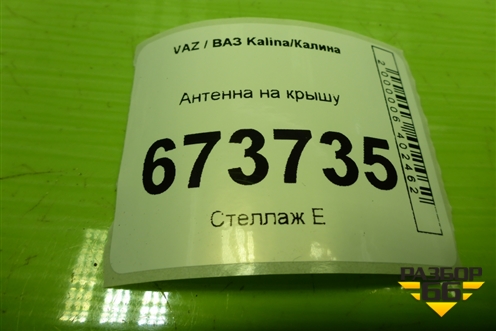 VAZ / ВАЗ Kalina/Калина
Антенна на крышу
673735
Стеллаж Е
2000006402462
РАЗБОР
66